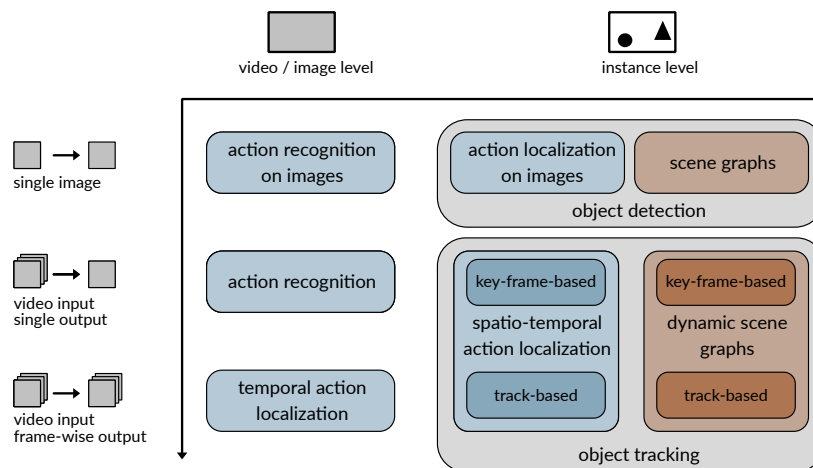 video / image level
instance level
single image
action recognition
on images
action localization
on images
scene graphs
object detection
video input
single output
action recognition
key-frame-based
key-frame-based
spatio-temporal
action localization
dynamic scene
graphs
video input
frame-wise output
temporal action
localization
track-based
track-based
object tracking